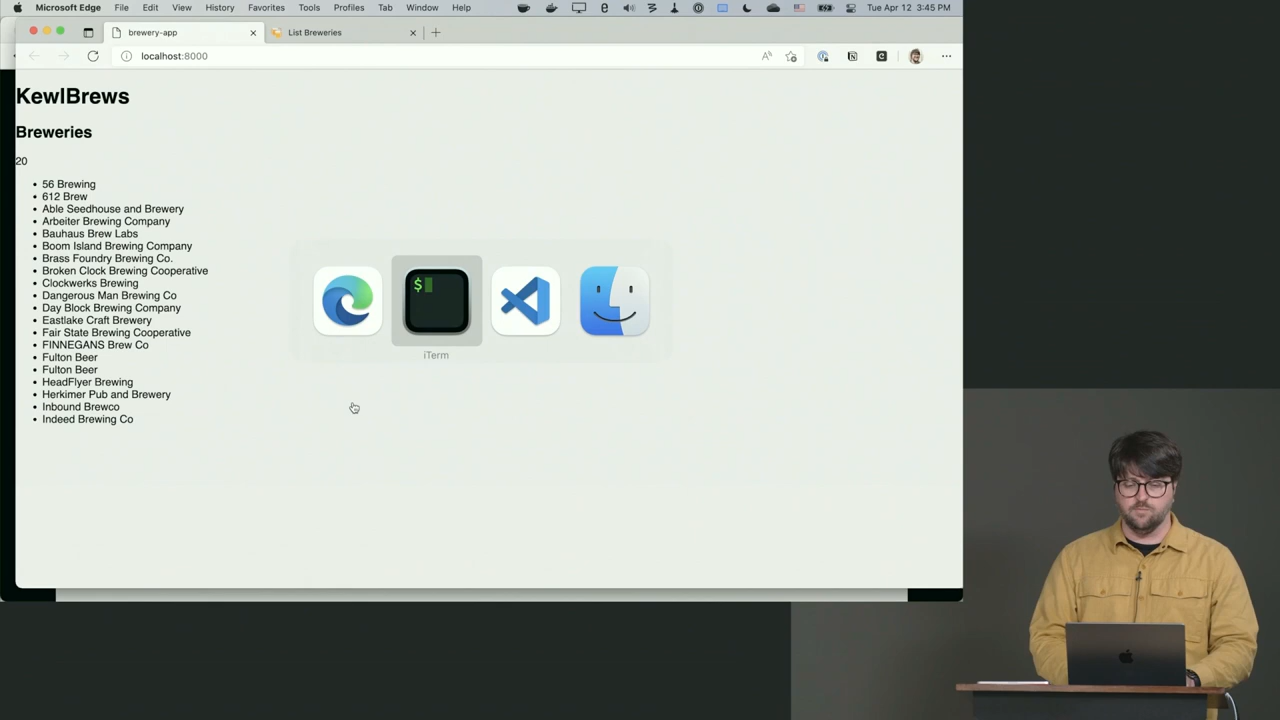 Microsoft Edge File Edit View History Favorites Tools Profiles Tab Window Help Tue Apr 12 3:45 PM
brewery-app List Breweries
localhost:8000
KewlBrews
Breweries
20
56 Brewing
612 Brew
Able Seedhouse and Brewery
Arbeiter Brewing Company
Bauhaus Brew Labs
Boom Island Brewing Company
Brass Foundry Brewing Co.
Broken Clock Brewing Cooperative
Clockwerks Brewing
Dangerous Man Brewing Co
Day Block Brewing Company
Eastlake Craft Brewery
Fair State Brewing Cooperative
FINNEGANS Brew Co
Fulton Beer
Fulton Beer
HeadFlyer Brewing
Herkimer Pub and Brewery
Inbound Brewco
Indeed Brewing Co
$
iTerm